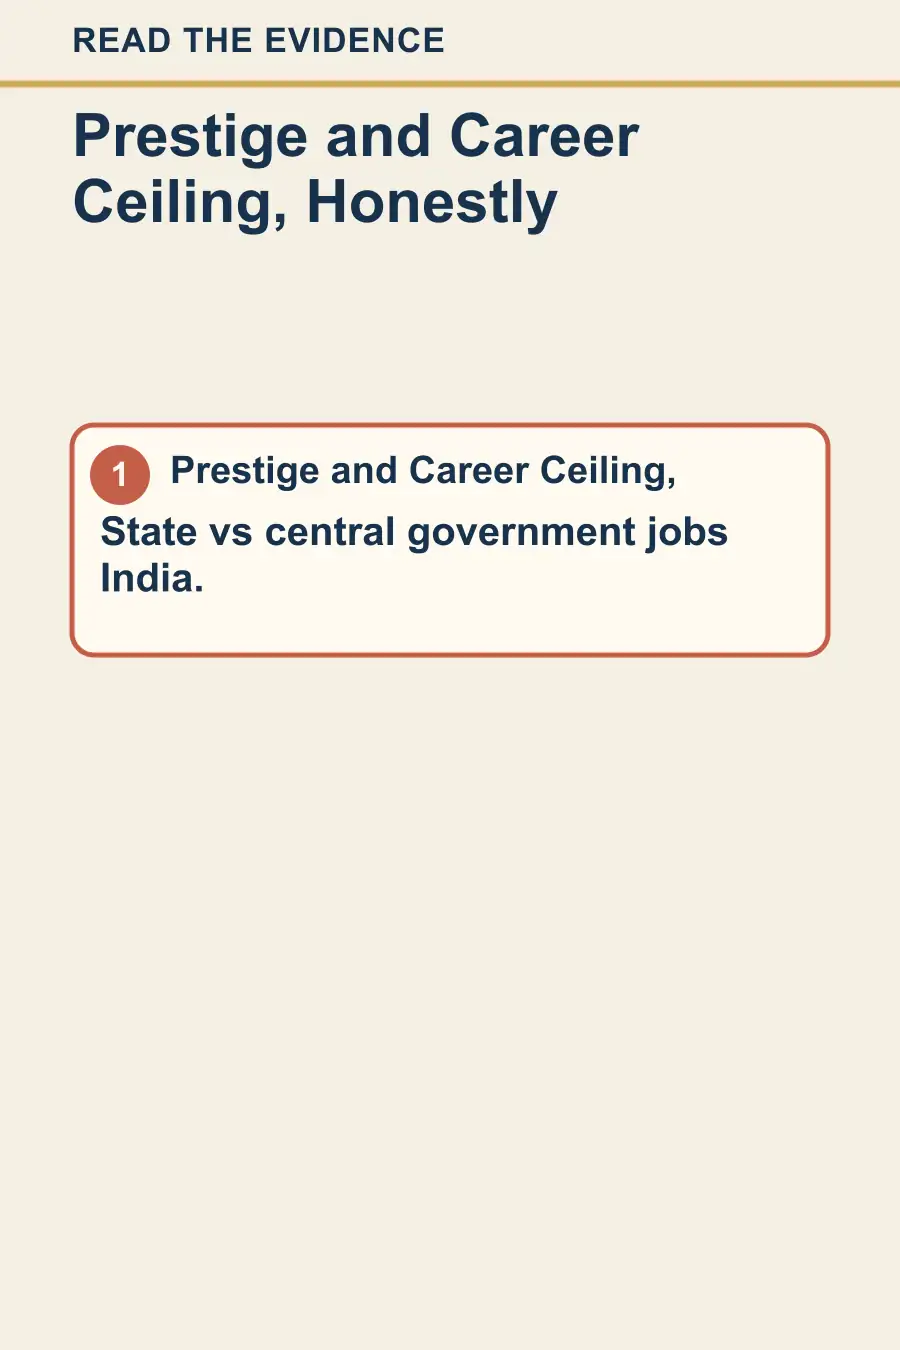 READ THE EVIDENCE
Prestige and Career
Ceiling, Honestly
1 Prestige and Career Ceiling,
State vs central government jobs
India.